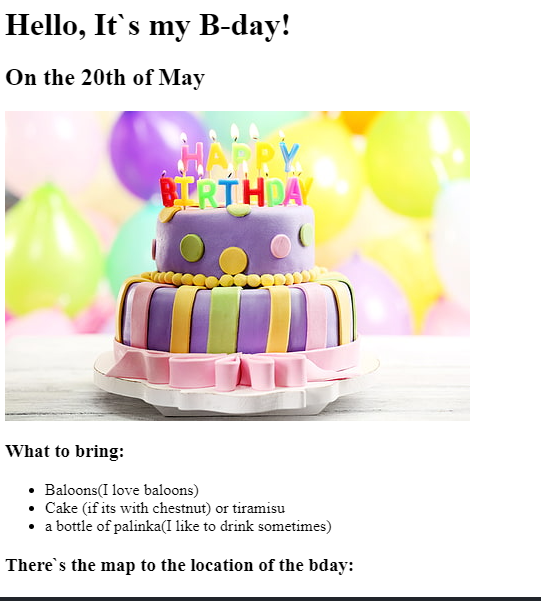 Hello, It`s my B-day!
On the 20th of May
HAPPY
BIRTHDAY
What to bring:
Baloons(I love baloons)
Cake (if its with chestnut) or tiramisu
a bottle of palinka(I like to drink sometimes)
There`s the map to the location of the bday: